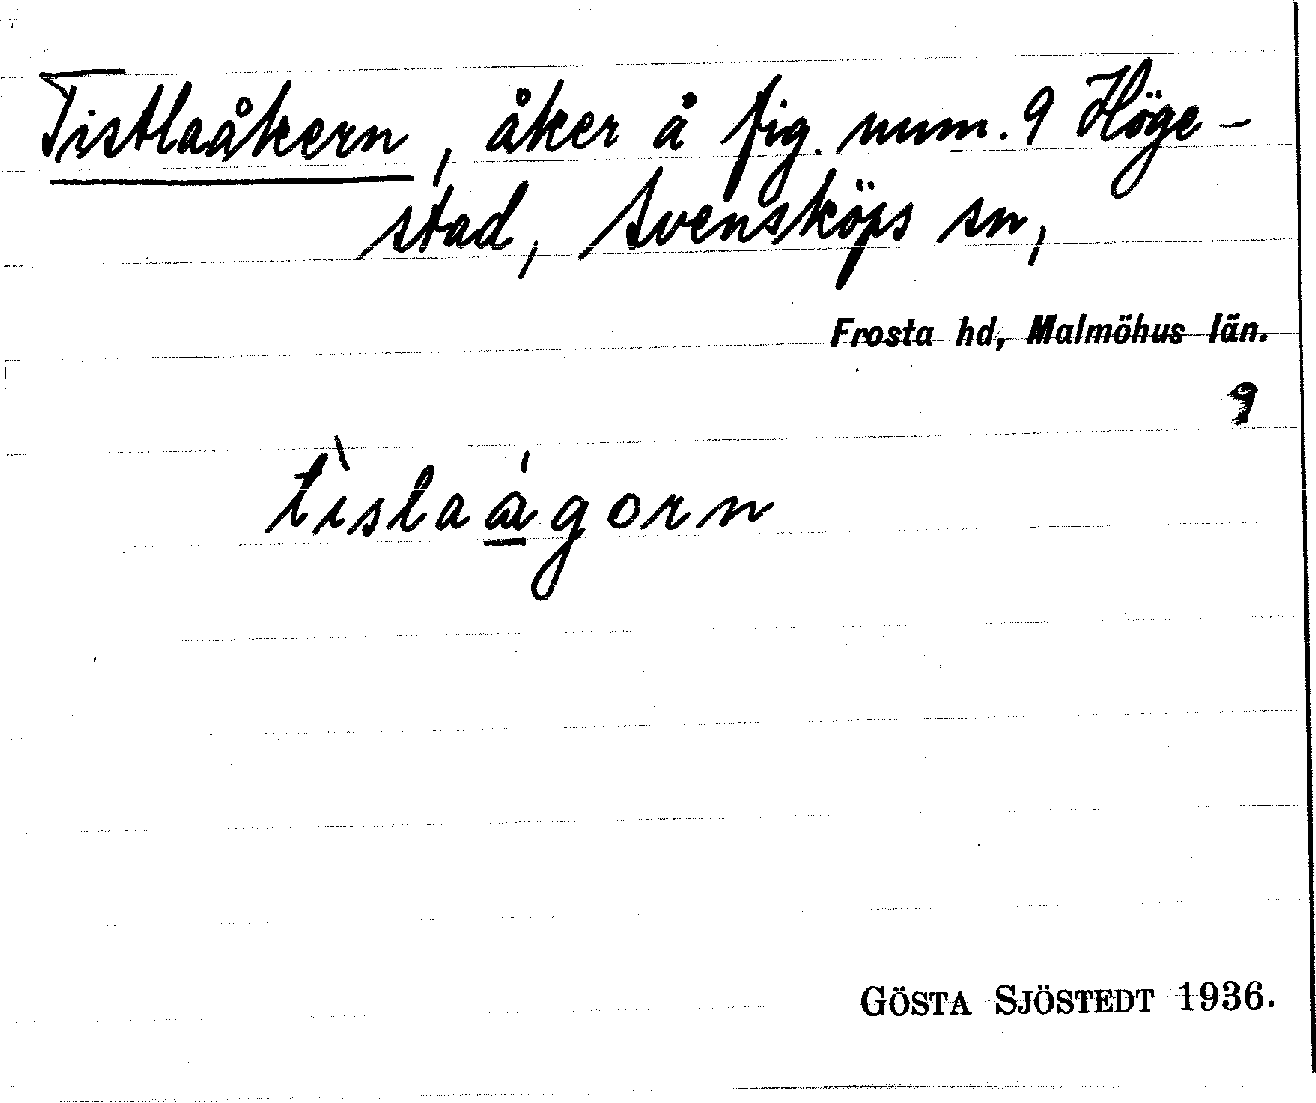 Tistlaåkern, åker å fig. num. 9 Höge-
stad, Svensköps sn,
Frosta hd, Malmöhus län.
9
tìslaágorn
GÖSTA SJÖSTEDT 1936.